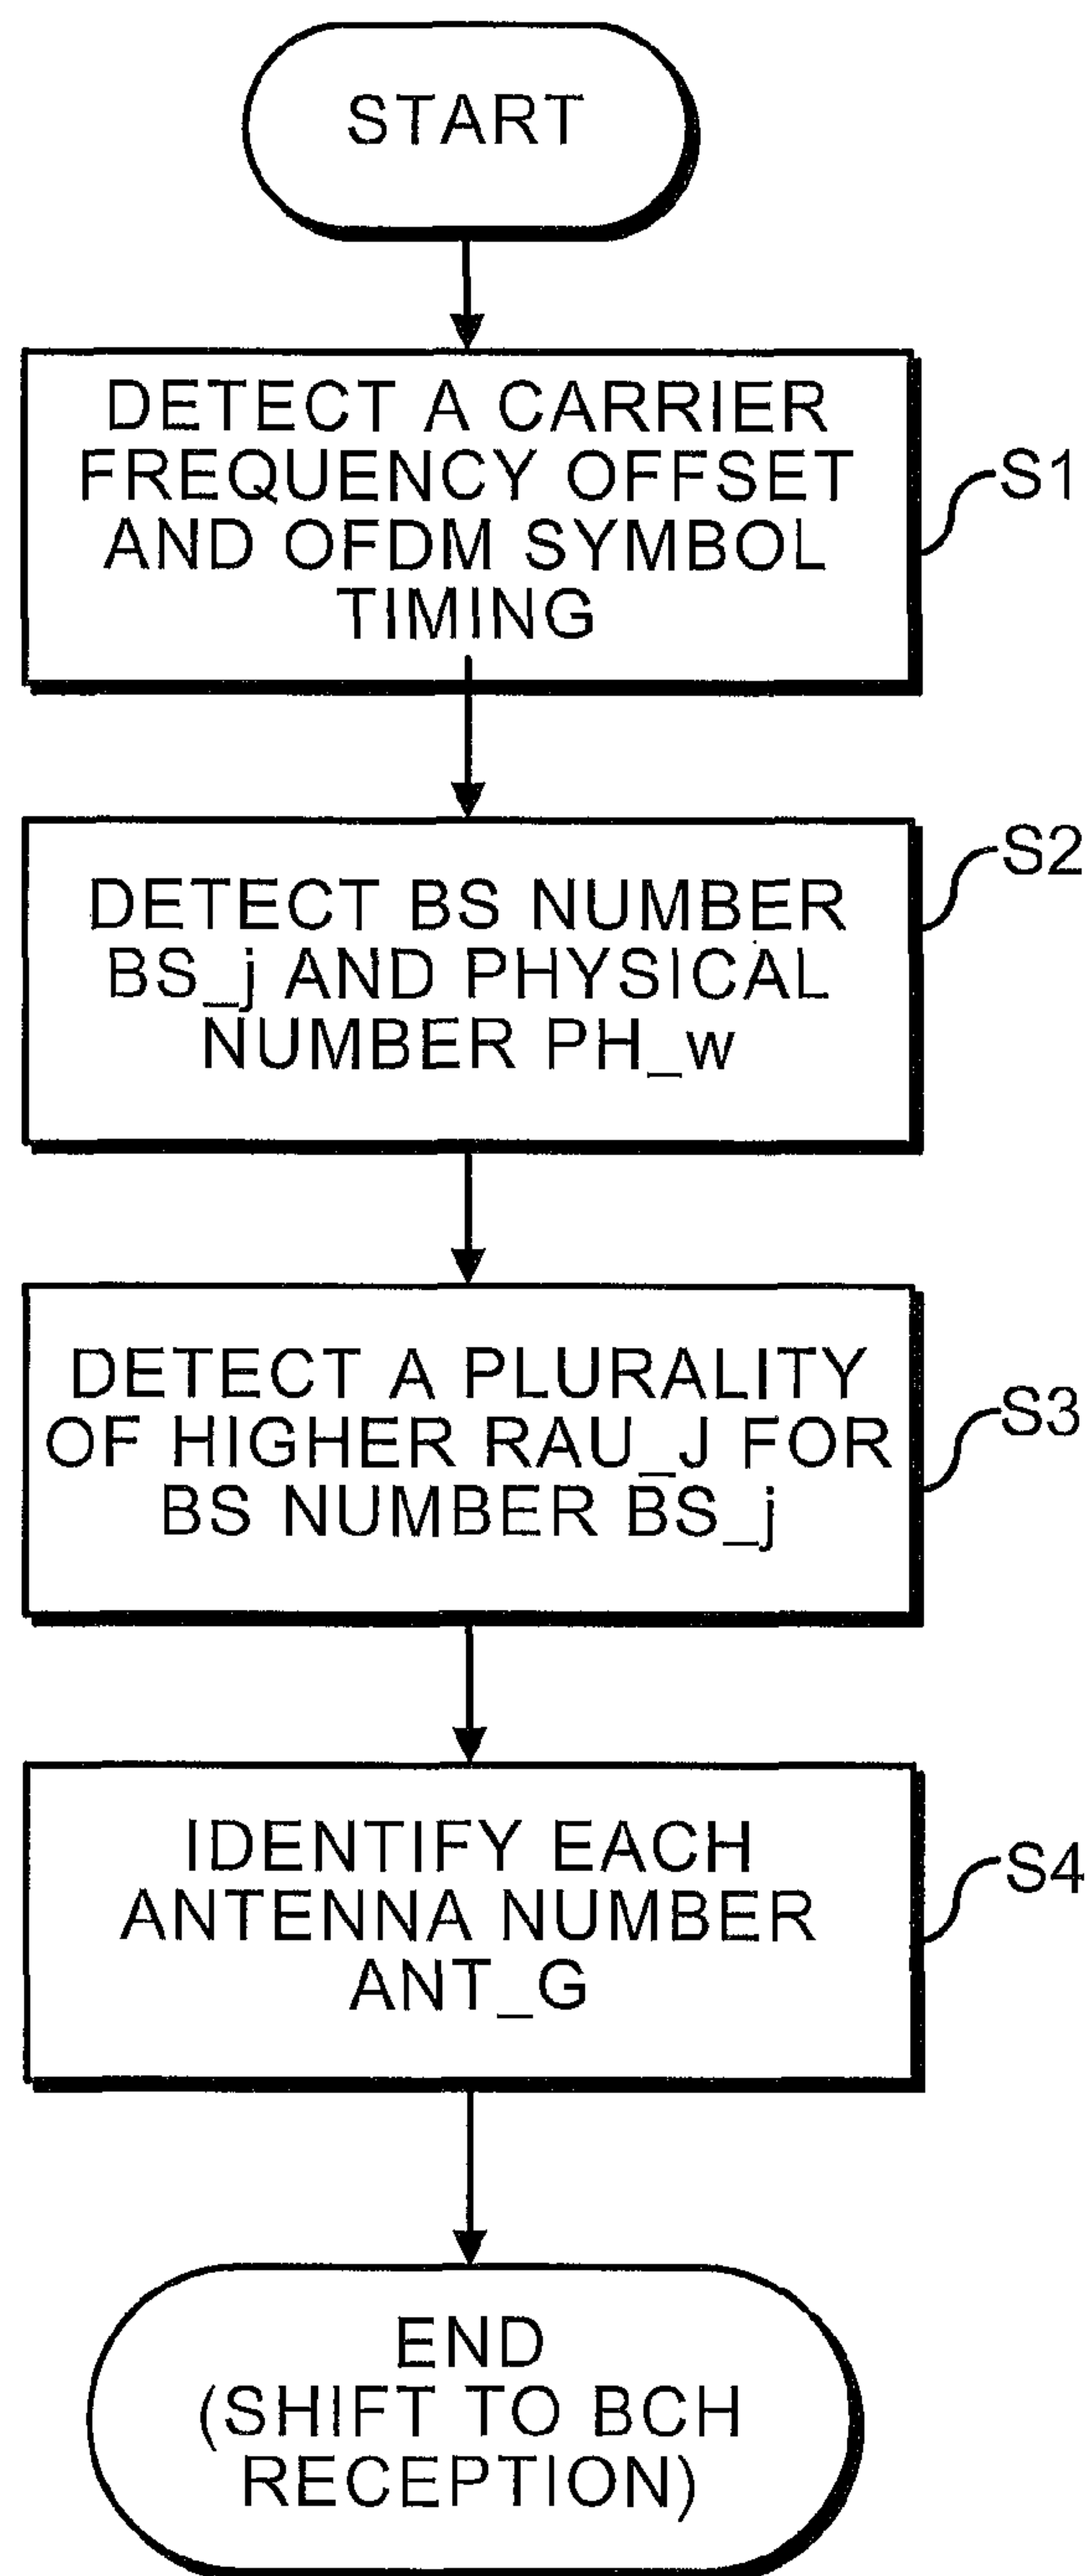 START
DETECT A CARRIER
FREQUENCY OFFSET
AND OFDM SYMBOL
TIMING
S1
DETECT BS NUMBER
BS_j AND PHYSICAL
NUMBER PH_w
S2
DETECT A PLURALITY
OF HIGHER RAU_J FOR
BS NUMBER BS_j
S3
IDENTIFY EACH
ANTENNA NUMBER
ANT_G
S4
END
(SHIFT TO BCH
RECEPTION)